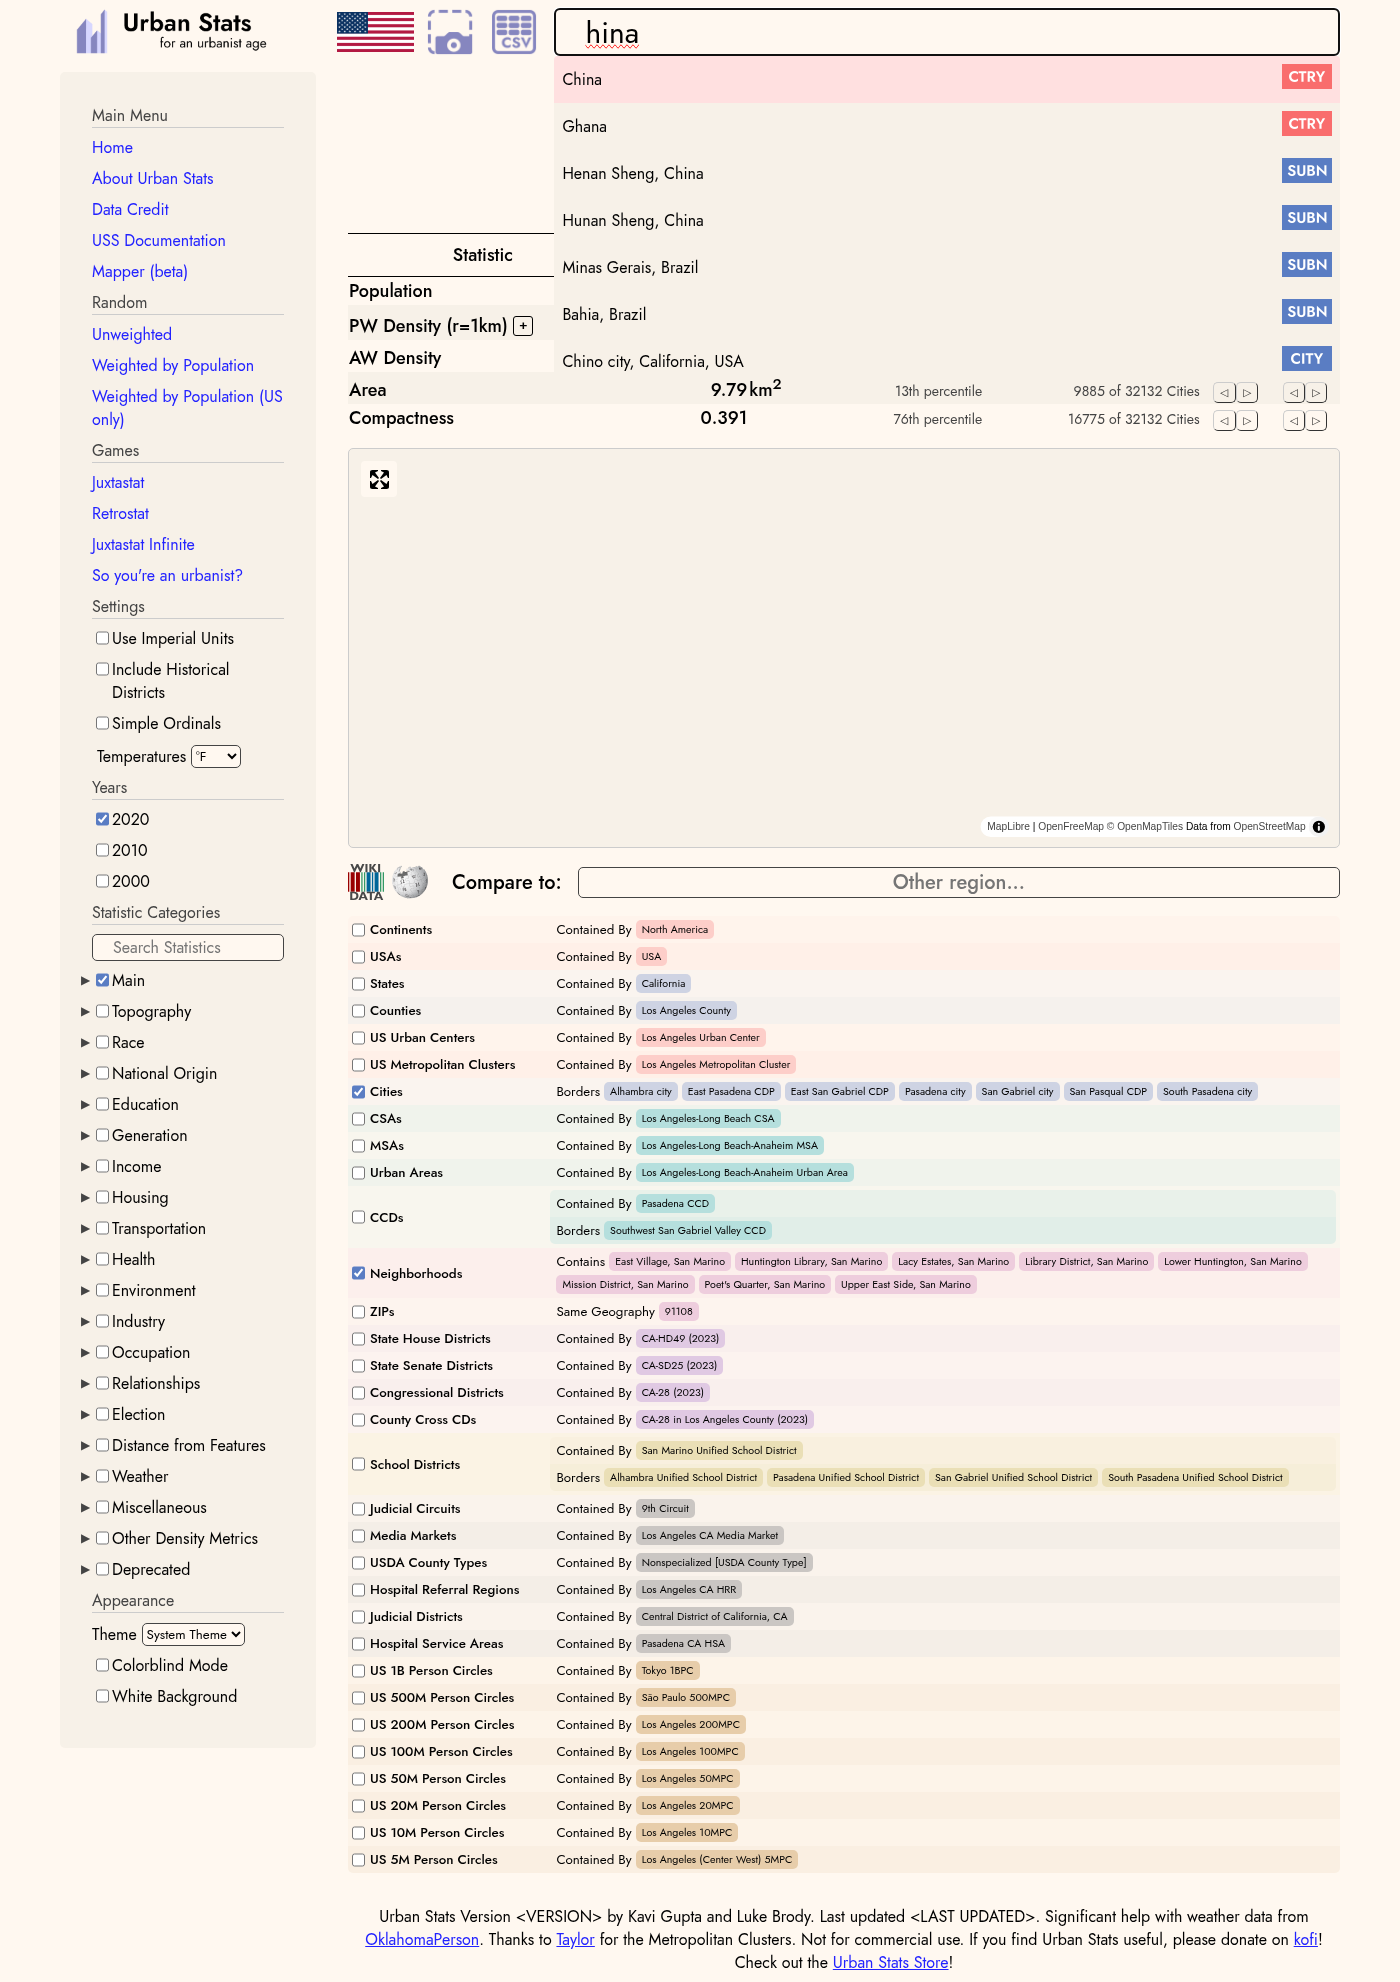 Urban Stats
for an urbanist age
CSV
hina
China CTRY
Ghana CTRY
Henan Sheng, China SUBN
Hunan Sheng, China SUBN
Minas Gerais, Brazil SUBN
Bahia, Brazil SUBN
Chino city, California, USA CITY
Main Menu
Home
About Urban Stats
Data Credit
USS Documentation
Mapper (beta)
Random
Unweighted
Weighted by Population
Weighted by Population (US
only)
Games
Juxtastat
Retrostat
Juxtastat Infinite
So you're an urbanist?
Settings
Use Imperial Units
Include Historical
Districts
Simple Ordinals
Temperatures °F
Years
2020
2010
2000
Statistic Categories
Search Statistics
Main
Topography
Race
National Origin
Education
Generation
Income
Housing
Transportation
Health
Environment
Industry
Occupation
Relationships
Election
Distance from Features
Weather
Miscellaneous
Other Density Metrics
Deprecated
Appearance
Theme System Theme
Colorblind Mode
White Background
Statistic
Population
PW Density (r=1km) +
AW Density
Area 9.79 km² 13th percentile 9885 of 32132 Cities
Compactness 0.391 76th percentile 16775 of 32132 Cities
MapLibre | OpenFreeMap © OpenMapTiles Data from OpenStreetMap
WIKI
DATA
Compare to: Other region...
Continents Contained By North America
USAs Contained By USA
States Contained By California
Counties Contained By Los Angeles County
US Urban Centers Contained By Los Angeles Urban Center
US Metropolitan Clusters Contained By Los Angeles Metropolitan Cluster
Cities Borders Alhambra city East Pasadena CDP East San Gabriel CDP Pasadena city San Gabriel city San Pasqual CDP South Pasadena city
CSAs Contained By Los Angeles-Long Beach CSA
MSAs Contained By Los Angeles-Long Beach-Anaheim MSA
Urban Areas Contained By Los Angeles-Long Beach-Anaheim Urban Area
CCDs Contained By Pasadena CCD
Borders Southwest San Gabriel Valley CCD
Neighborhoods Contains East Village, San Marino Huntington Library, San Marino Lacy Estates, San Marino Library District, San Marino Lower Huntington, San Marino
Mission District, San Marino Poet's Quarter, San Marino Upper East Side, San Marino
ZIPs Same Geography 91108
State House Districts Contained By CA-HD49 (2023)
State Senate Districts Contained By CA-SD25 (2023)
Congressional Districts Contained By CA-28 (2023)
County Cross CDs Contained By CA-28 in Los Angeles County (2023)
School Districts Contained By San Marino Unified School District
Borders Alhambra Unified School District Pasadena Unified School District San Gabriel Unified School District South Pasadena Unified School District
Judicial Circuits Contained By 9th Circuit
Media Markets Contained By Los Angeles CA Media Market
USDA County Types Contained By Nonspecialized [USDA County Type]
Hospital Referral Regions Contained By Los Angeles CA HRR
Judicial Districts Contained By Central District of California, CA
Hospital Service Areas Contained By Pasadena CA HSA
US 1B Person Circles Contained By Tokyo 1BPC
US 500M Person Circles Contained By São Paulo 500MPC
US 200M Person Circles Contained By Los Angeles 200MPC
US 100M Person Circles Contained By Los Angeles 100MPC
US 50M Person Circles Contained By Los Angeles 50MPC
US 20M Person Circles Contained By Los Angeles 20MPC
US 10M Person Circles Contained By Los Angeles 10MPC
US 5M Person Circles Contained By Los Angeles (Center West) 5MPC
Urban Stats Version <VERSION> by Kavi Gupta and Luke Brody. Last updated <LAST UPDATED>. Significant help with weather data from
OklahomaPerson. Thanks to Taylor for the Metropolitan Clusters. Not for commercial use. If you find Urban Stats useful, please donate on kofi!
Check out the Urban Stats Store!